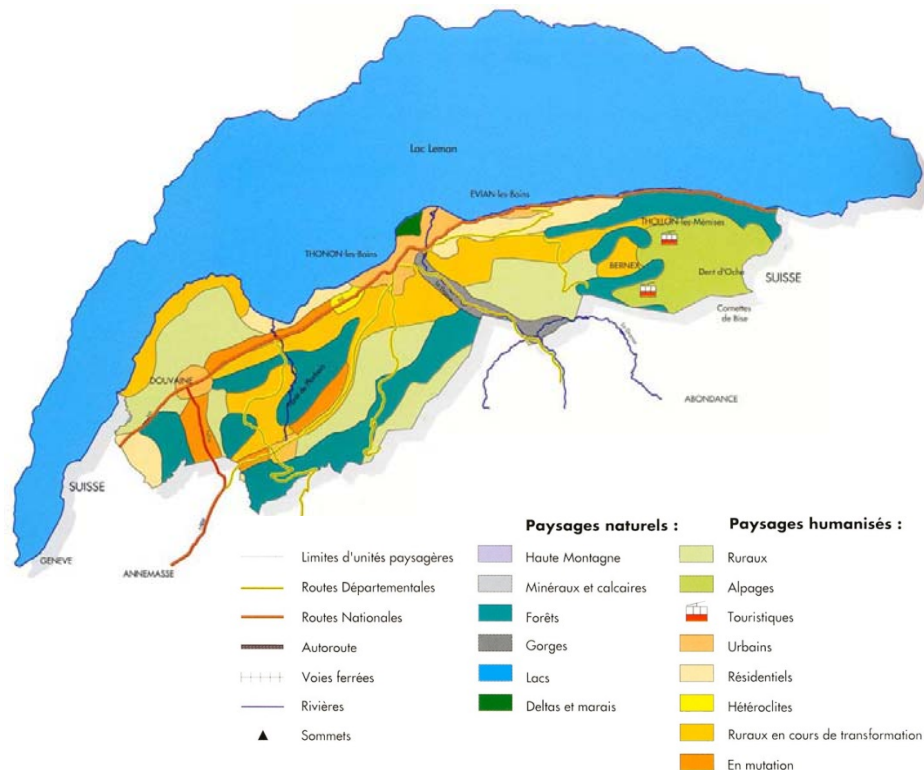 Lac Leman
EVIAN-les-Bains
THOLLON-les-Mémises
THONON-les-Bains
BERNEX
Dent d'Oche
SUISSE
Cornettes
de Bise
DOUVAINE
ABONDANCE
SUISSE
GENEVE
ANNEMASSE
Paysages naturels :
Paysages humanisés :
Limites d'unités paysagères
Haute Montagne
Ruraux
Routes Départementales
Minéraux et calcaires
Alpages
Routes Nationales
Forêts
Touristiques
Autoroute
Gorges
Urbains
Voies ferrées
Lacs
Résidentiels
Rivières
Deltas et marais
Hétéroclites
Sommets
Ruraux en cours de transformation
En mutation